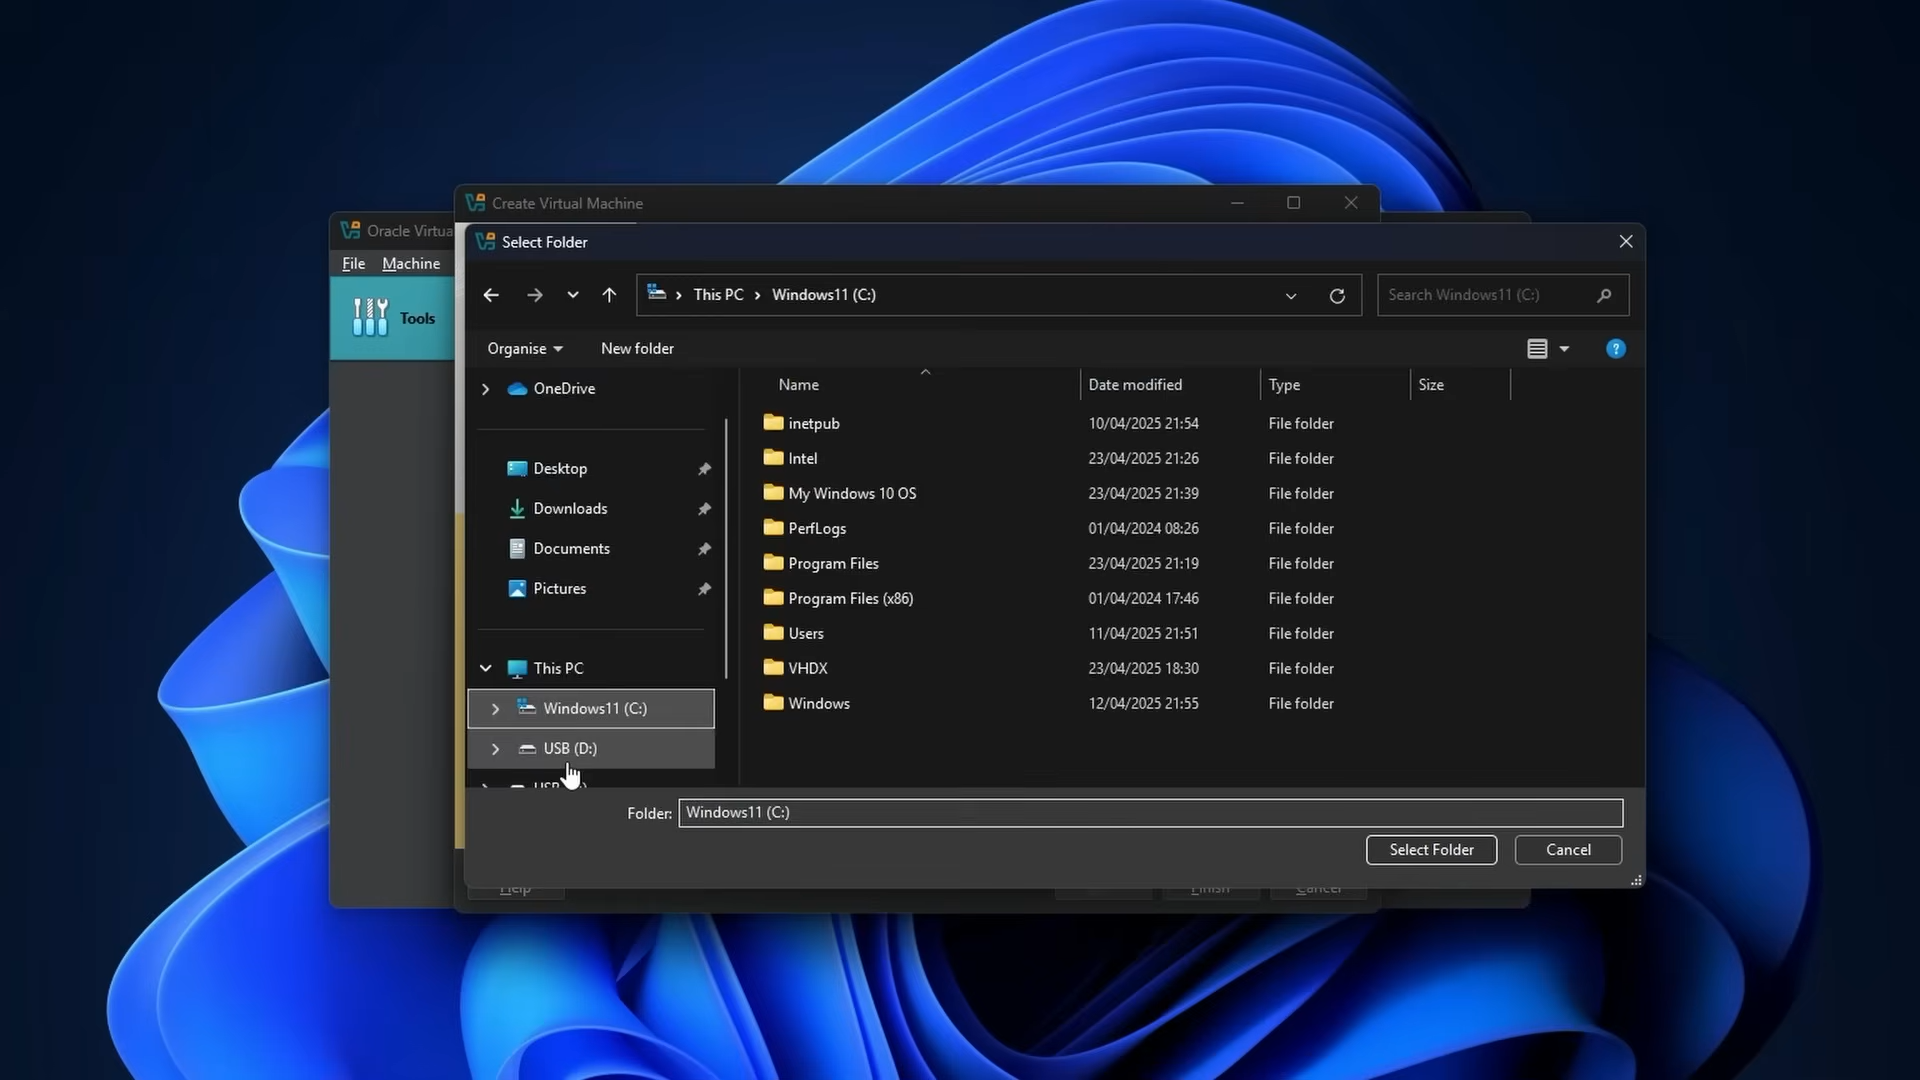 Create Virtual Machine
Oracle Virtua
Select Folder
File Machine
This PC Windows11 (C:)
Search Windows11 (C:)
Tools
Organise New folder
OneDrive
Name Date modified Type Size
inetpub 10/04/2025 21:54 File folder
Intel 23/04/2025 21:26 File folder
Desktop
My Windows 10 OS 23/04/2025 21:39 File folder
Downloads
PerfLogs 01/04/2024 08:26 File folder
Documents
Program Files 23/04/2025 21:19 File folder
Pictures
Program Files (x86) 01/04/2024 17:46 File folder
Users 11/04/2025 21:51 File folder
This PC
VHDX 23/04/2025 18:30 File folder
Windows11 (C:)
Windows 12/04/2025 21:55 File folder
USB (D:)
Folder: Windows11 (C:)
Select Folder Cancel
Help Finish Cancel